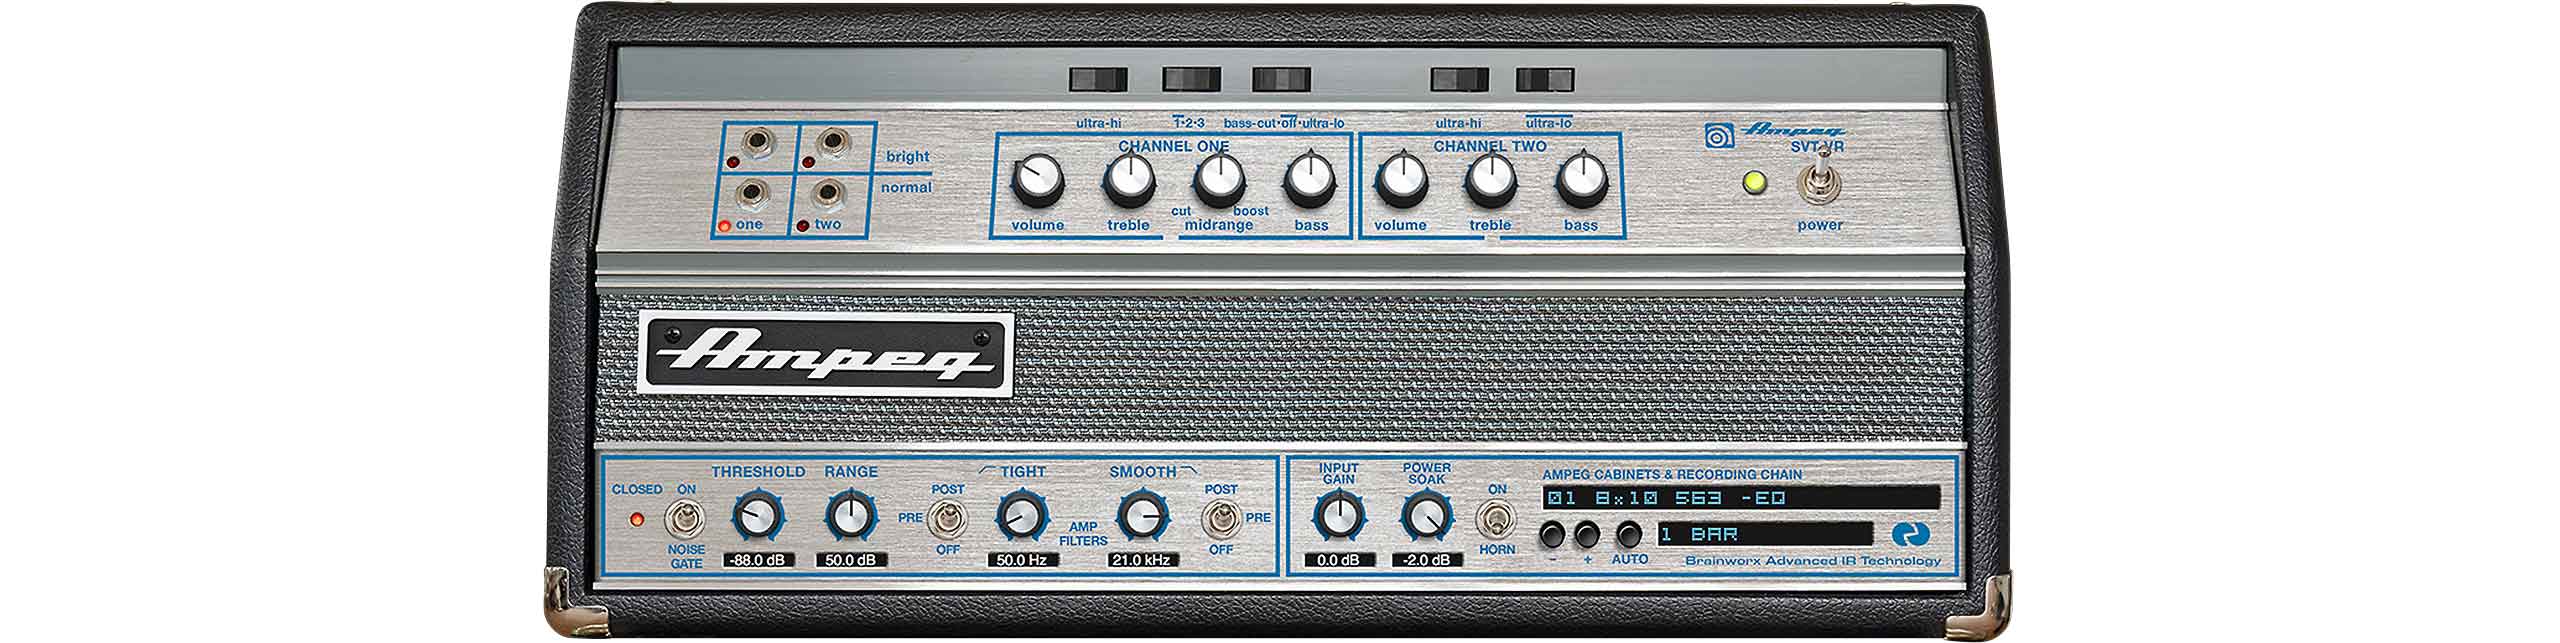 ultra-hi 1·2·3 bass-cut·off·ultra-lo ultra-hi ultra-lo
Ampeg
SVT-VR
CHANNEL ONE CHANNEL TWO
bright
normal
cut boost
one two volume treble midrange bass volume treble bass power
Ampeg
THRESHOLD RANGE TIGHT SMOOTH
CLOSED ON POST POST
PRE PRE
AMP
FILTERS
NOISE
GATE OFF OFF
-88.0 dB 50.0 dB 50.0 Hz 21.0 kHz
INPUT
GAIN
POWER
SOAK
ON
HORN
0.0 dB -2.0 dB
AMPEG CABINETS & RECORDING CHAIN
01 8x10 S63 -EQ
1 BAR
- + AUTO
Brainworx Advanced IR Technology